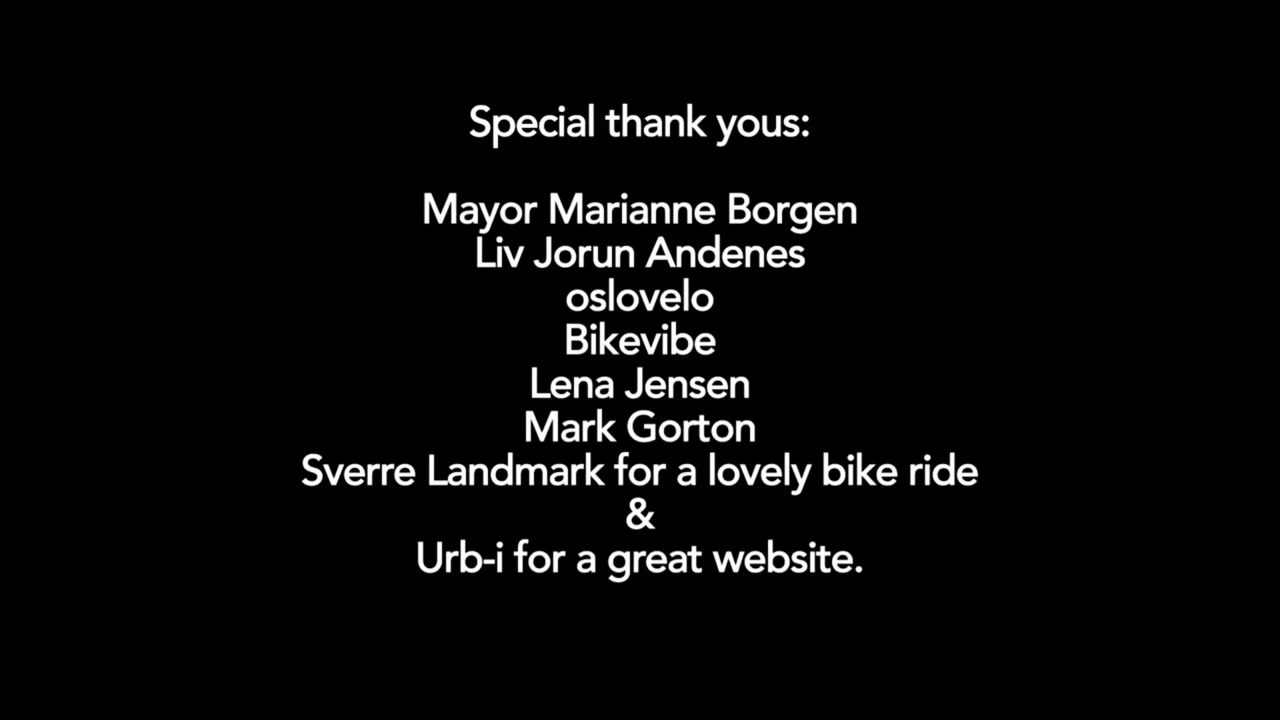 Special thank yous:
Mayor Marianne Borgen
Liv Jorun Andenes
oslovelo
Bikevibe
Lena Jensen
Mark Gorton
Sverre Landmark for a lovely bike ride
&
Urb-i for a great website.